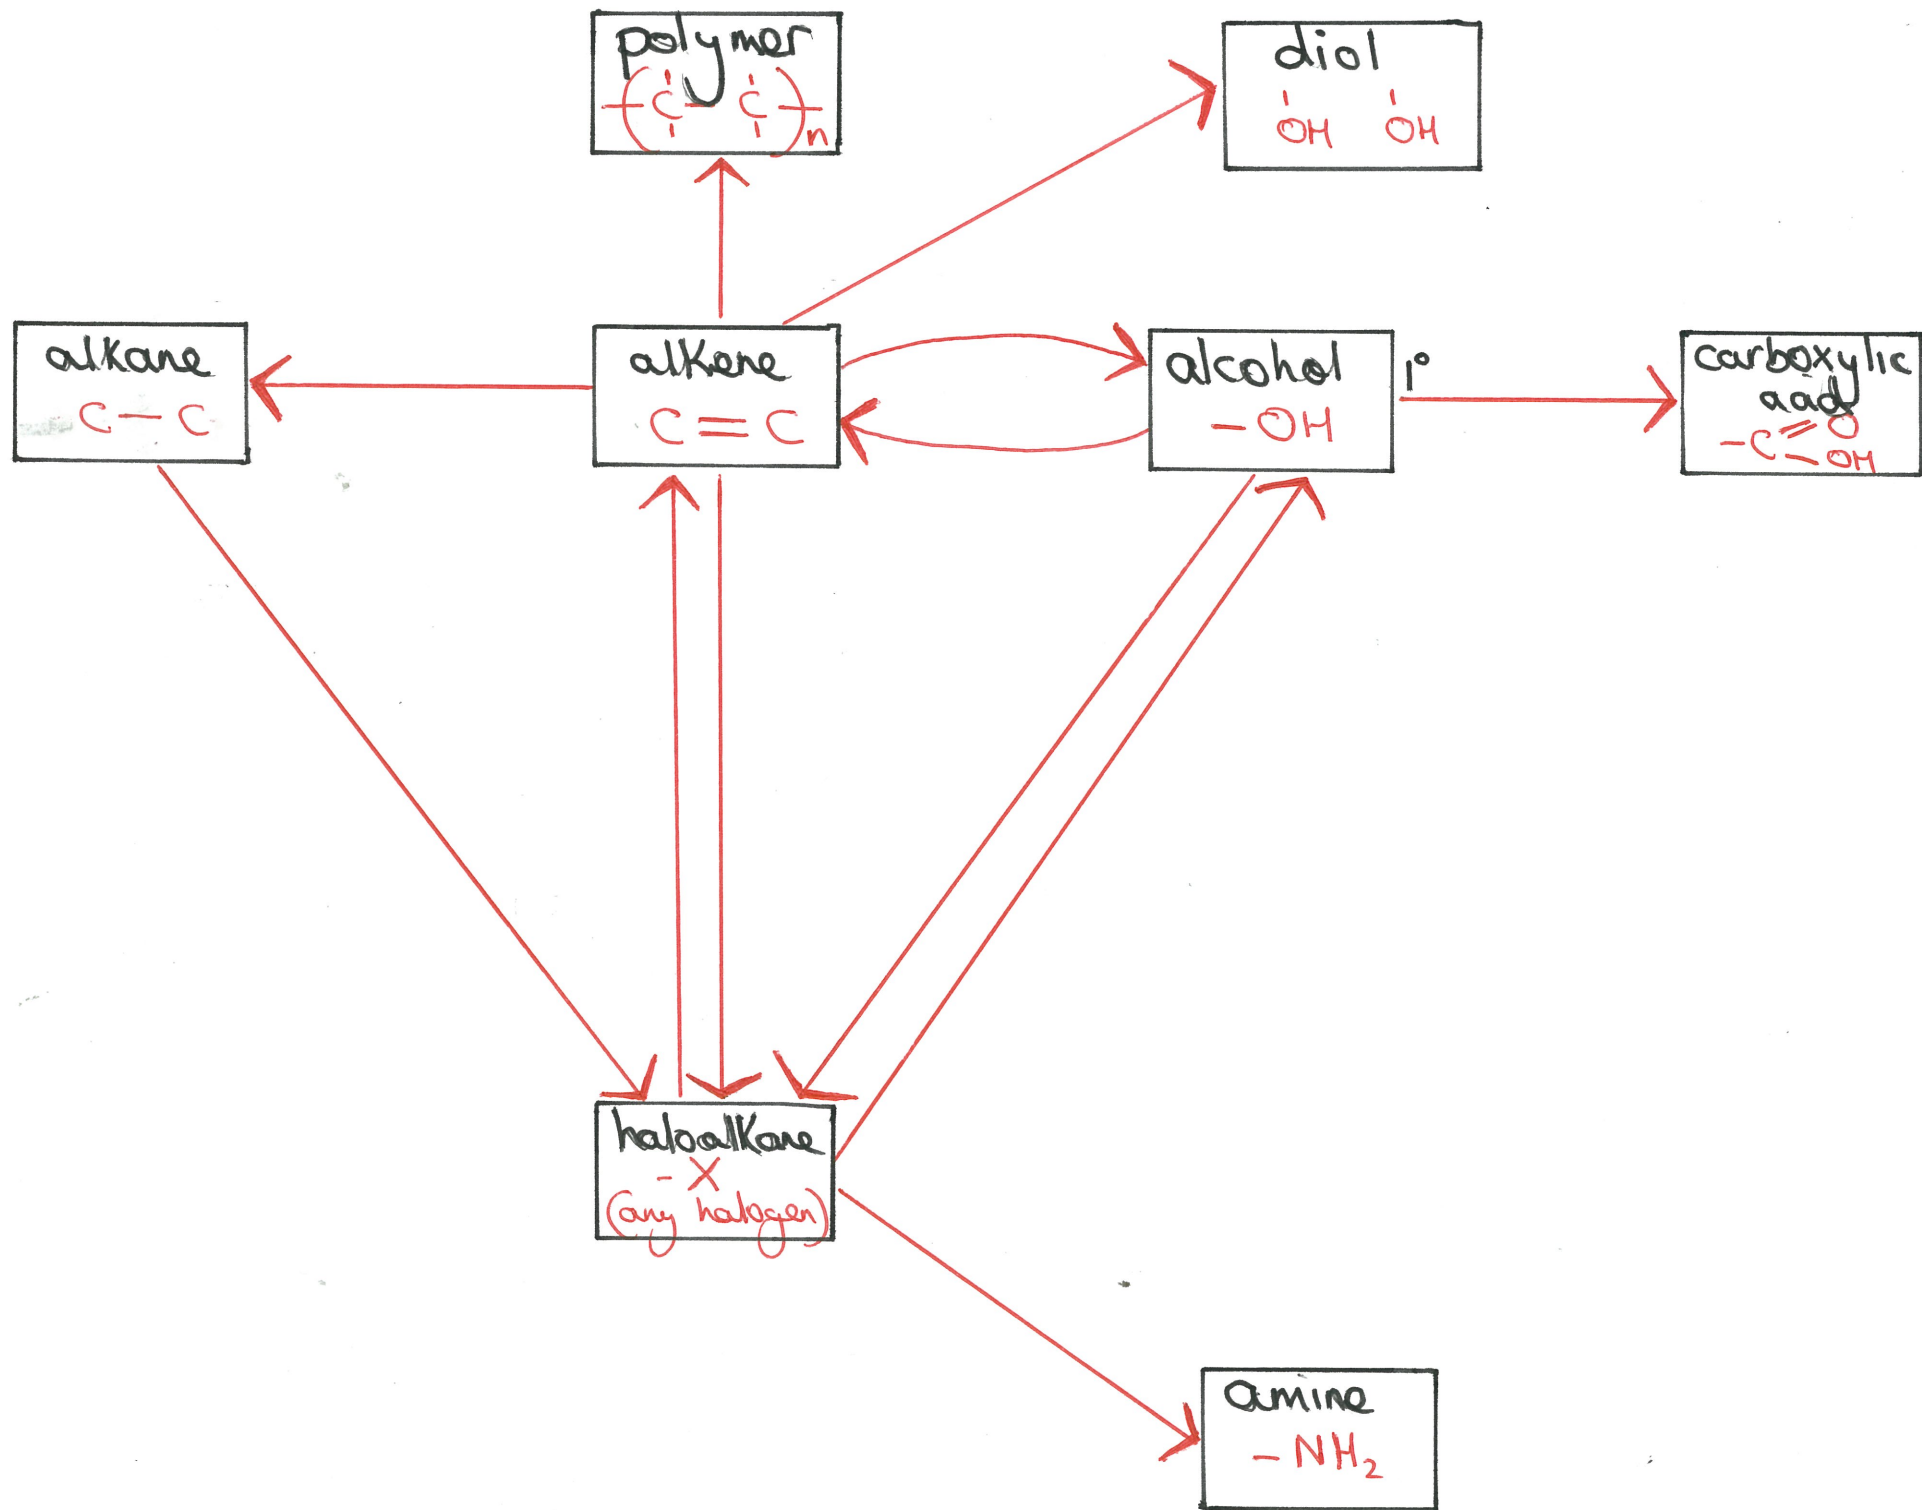 polymer
( C - C )n
diol
OH OH
alkane
C — C
alkene
C = C
alcohol
- OH
1°
carboxylic
acid
- C = O
- OH
haloalkane
- X
(any halogen)
amine
- NH₂